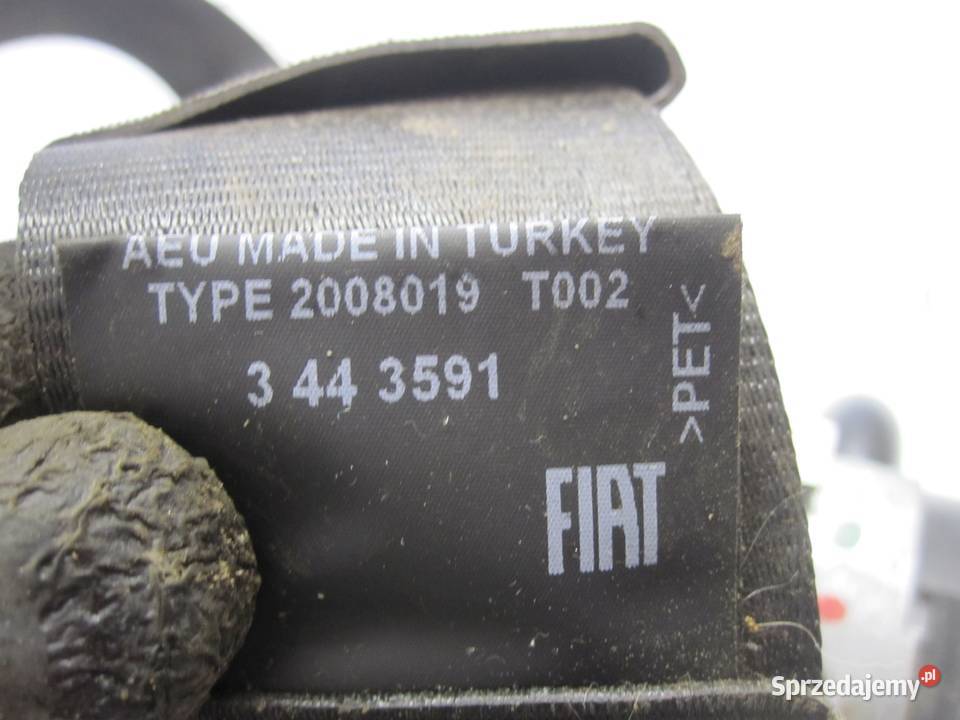 AEU MADE IN TURKEY
TYPE 2008019 T002
3 44 3591
>PET<
FIAT
Sprzedajemy.pl